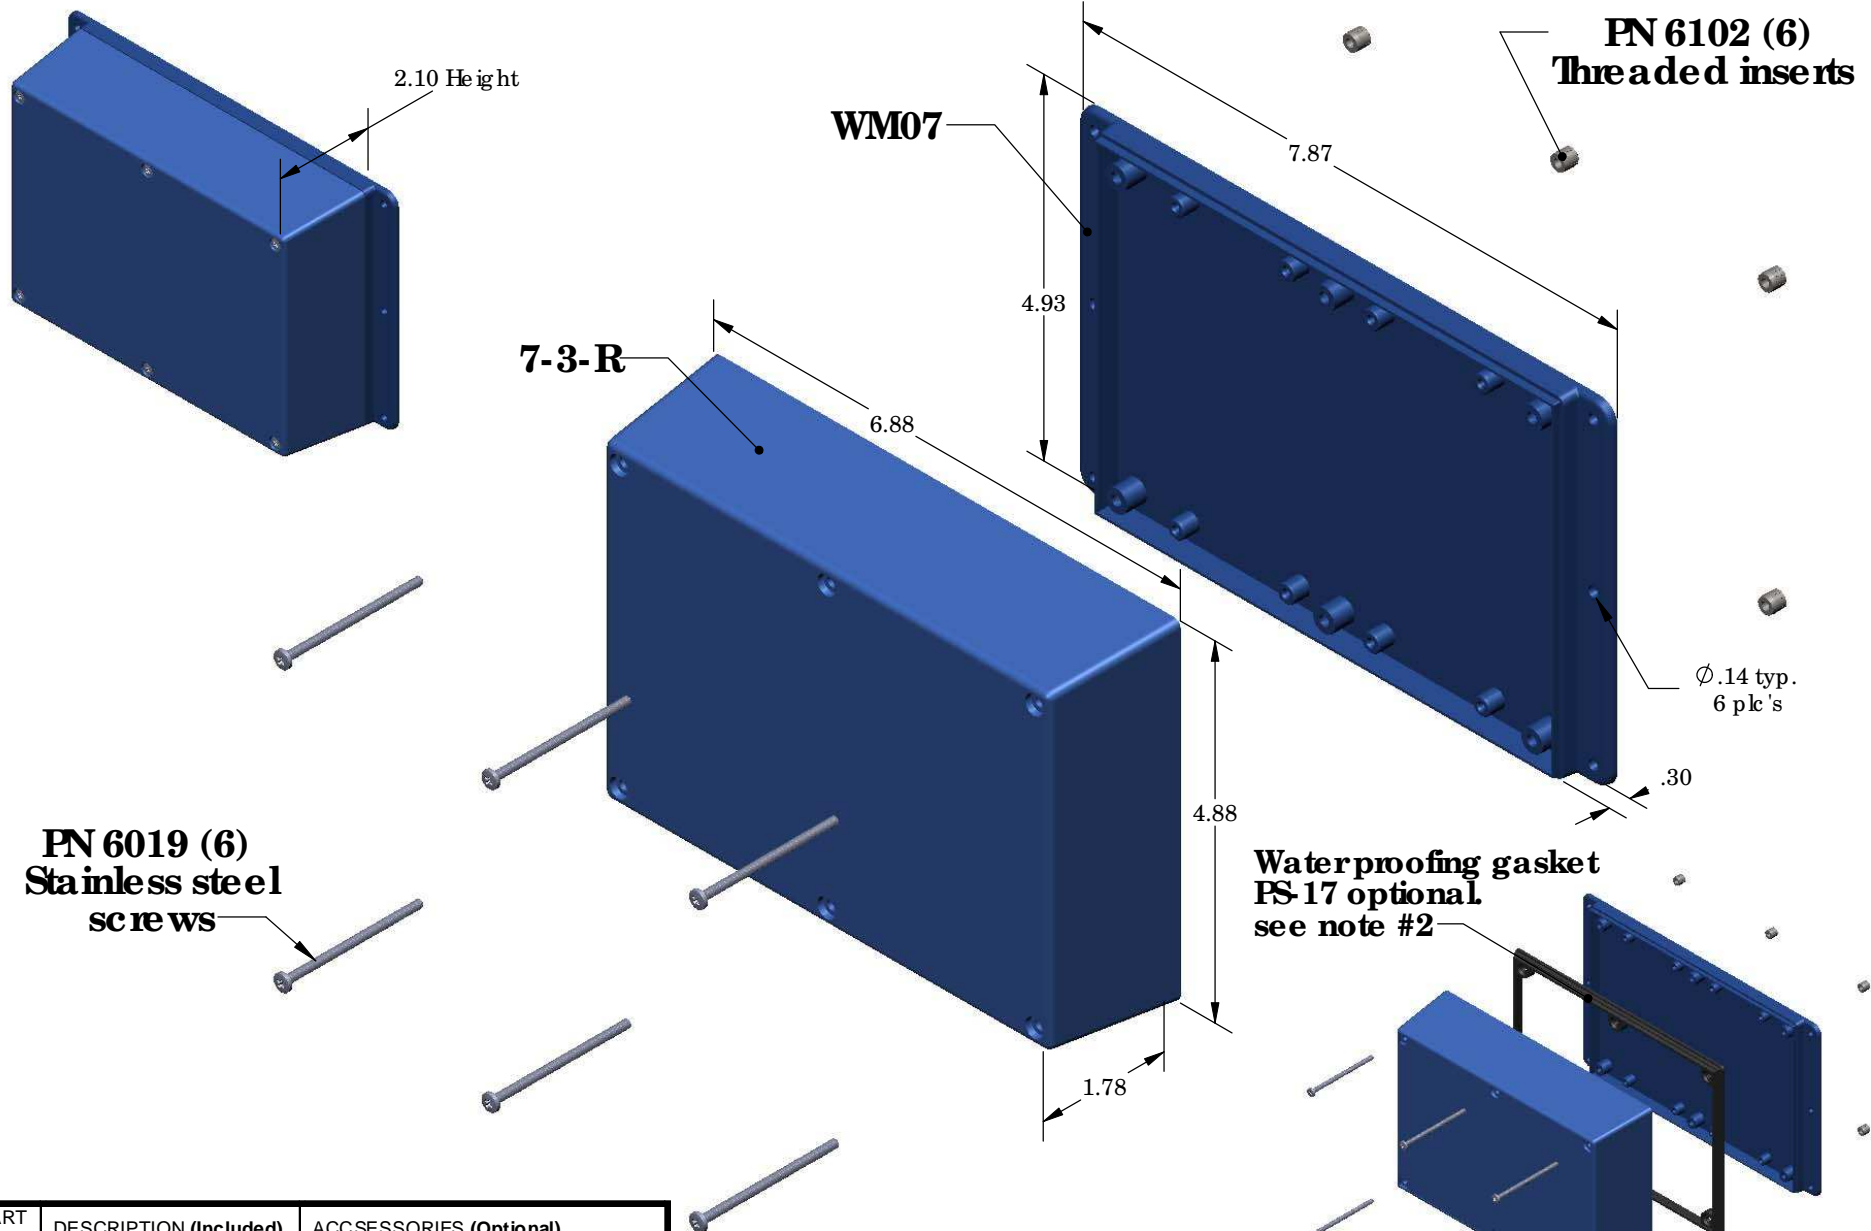 2.10 Height
PN 6102 (6)
Threaded inserts
WM07
7.87
4.93
7-3-R
6.88
Ø.14 typ.
6 plc's
.30
4.88
PN 6019 (6)
Stainless steel
screws
Waterproofing gasket
PS-17 optional.
see note #2
1.78
DESCRIPTION (Included)
ACCSESSORIES (Optional)